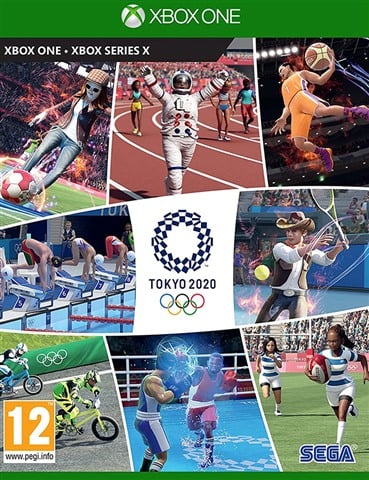 XBOX ONE
XBOX ONE • XBOX SERIES X
TOKYO 2020
12
www.pegi.info
SEGA